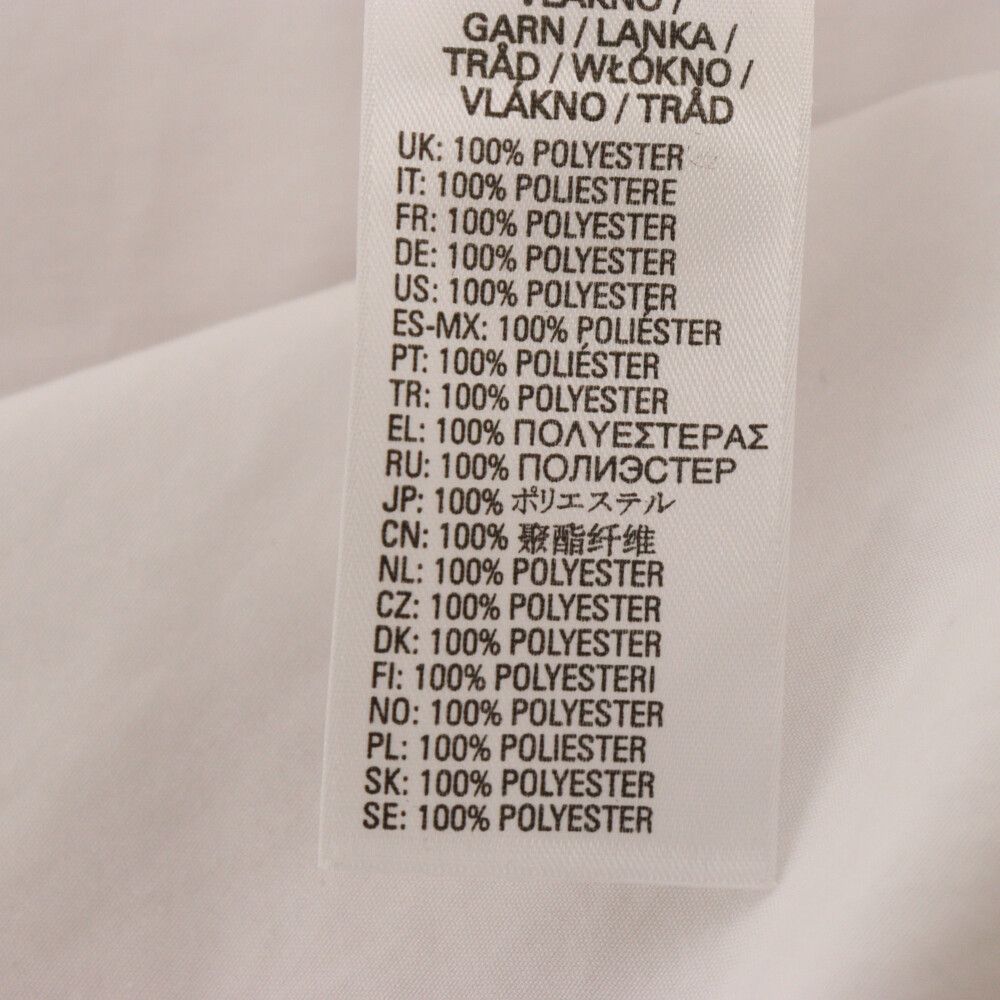 VLÁKNO /
GARN / LANKA /
TRÅD / WŁÓKNO /
VLÁKNO / TRÅD
UK: 100% POLYESTER
IT: 100% POLIESTERE
FR: 100% POLYESTER
DE: 100% POLYESTER
US: 100% POLYESTER
ES-MX: 100% POLIÉSTER
PT: 100% POLIÉSTER
TR: 100% POLYESTER
EL: 100% ΠΟΛΥΕΣΤΕΡΑΣ
RU: 100% ПОЛИЭСТЕР
JP: 100% ポリエステル
CN: 100% 聚酯纤维
NL: 100% POLYESTER
CZ: 100% POLYESTER
DK: 100% POLYESTER
FI: 100% POLYESTERI
NO: 100% POLYESTER
PL: 100% POLIESTER
SK: 100% POLYESTER
SE: 100% POLYESTER